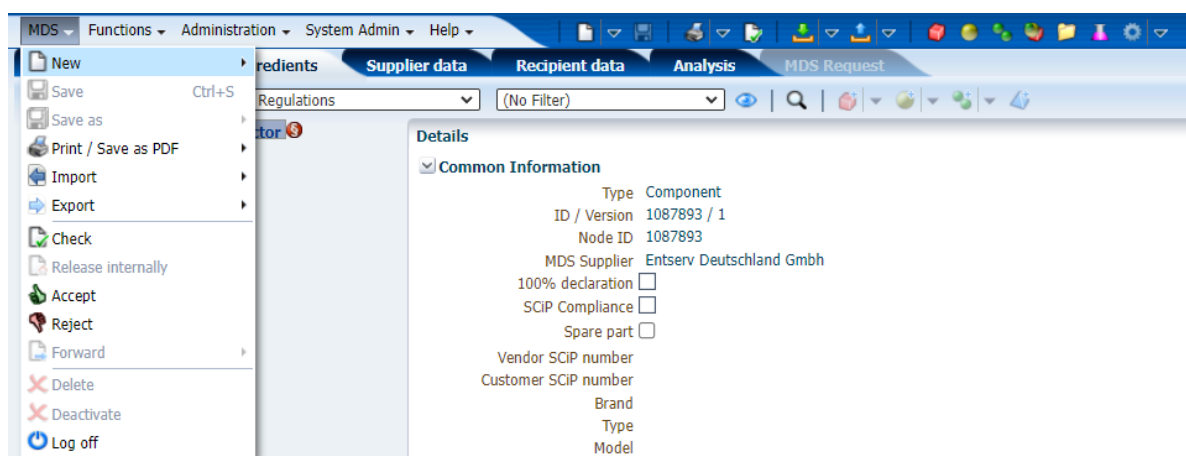 MDS Functions Administration System Admin Help
New
redients Supplier data Recipient data Analysis MDS Request
Save Ctrl+S
Regulations (No Filter)
Save as
ctor
Details
Print / Save as PDF
Common Information
Import
Type Component
Export
ID / Version 1087893 / 1
Check
Node ID 1087893
Release internally
MDS Supplier Entserv Deutschland Gmbh
100% declaration
Accept
SCiP Compliance
Reject
Spare part
Forward
Vendor SCiP number
Delete
Customer SCiP number
Brand
Deactivate
Type
Log off
Model